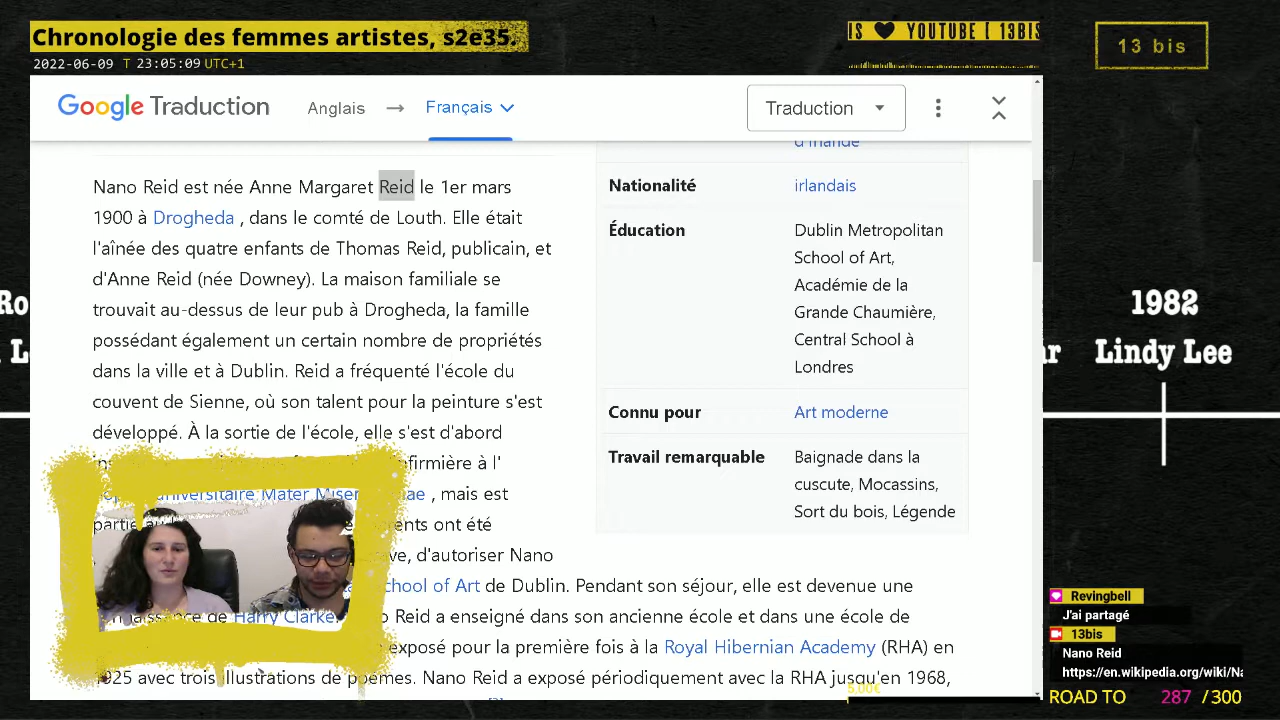 Chronologie des femmes artistes, s2e35
2022-06-09 T 23:05:09 UTC+1
YOUTUBE [ 13BIS
13 bis
Google Traduction
Anglais → Français
Traduction
d'Irlande
Nano Reid est née Anne Margaret Reid le 1er mars
1900 à Drogheda , dans le comté de Louth. Elle était
l'aînée des quatre enfants de Thomas Reid, publicain, et
d'Anne Reid (née Downey). La maison familiale se
trouvait au-dessus de leur pub à Drogheda, la famille
possédant également un certain nombre de propriétés
dans la ville et à Dublin. Reid a fréquenté l'école du
couvent de Sienne, où son talent pour la peinture s'est
développé. À la sortie de l'école, elle s'est d'abord
infirmière à l'
universitaire Mater , mais est
ont été
d'autoriser Nano
School of Art de Dublin. Pendant son séjour, elle est devenue une
de Harry Clarke. Reid a enseigné dans son ancienne école et dans une école de
exposé pour la première fois à la Royal Hibernian Academy (RHA) en
1925 avec trois illustrations de poèmes. Nano Reid a exposé périodiquement avec la RHA jusqu'en 1968,
Nationalité irlandais
Éducation Dublin Metropolitan
School of Art,
Académie de la
Grande Chaumière,
Central School à
Londres
Connu pour Art moderne
Travail remarquable Baignade dans la
cuscute, Mocassins,
Sort du bois, Légende
1982
Lindy Lee
Revingbell
J'ai partagé
13bis
Nano Reid
https://en.wikipedia.org/wiki/Na
5,00€
ROAD TO 287 /300